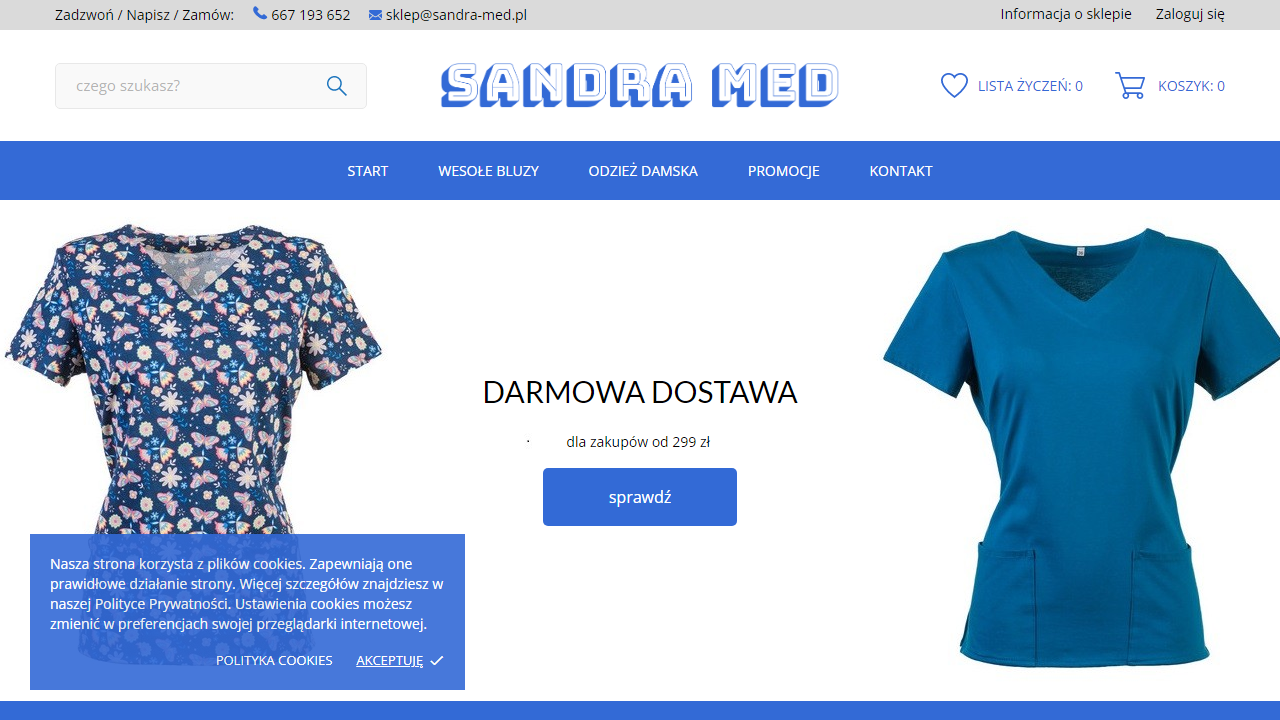 Zadzwoń / Napisz / Zamów: 667 193 652 sklep@sandra-med.pl Informacja o sklepie Zaloguj się
czego szukasz? SANDRA MED LISTA ŻYCZEŃ: 0 KOSZYK: 0
START WESOŁE BLUZY ODZIEŻ DAMSKA PROMOCJE KONTAKT
DARMOWA DOSTAWA
· dla zakupów od 299 zł
sprawdź
Nasza strona korzysta z plików cookies. Zapewniają one
prawidłowe działanie strony. Więcej szczegółów znajdziesz w
naszej Polityce Prywatności. Ustawienia cookies możesz
zmienić w preferencjach swojej przeglądarki internetowej.
POLITYKA COOKIES AKCEPTUJĘ